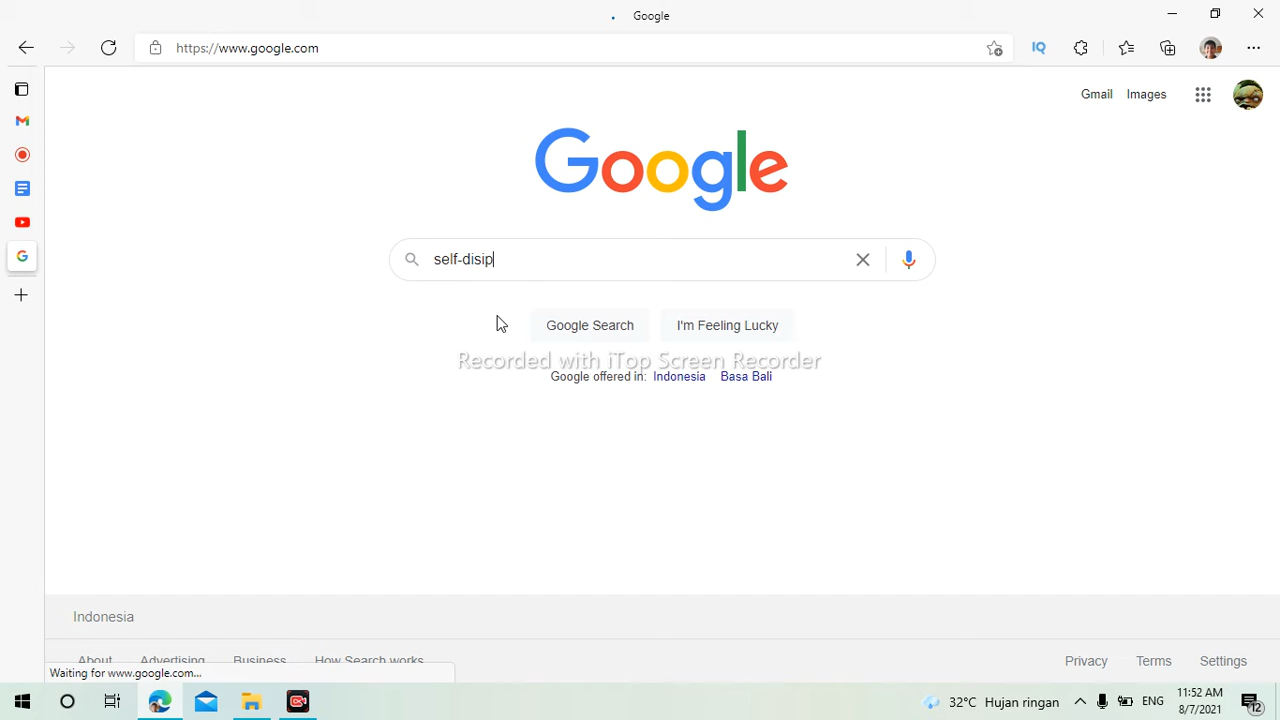 Google
https://www.google.com
IQ
Gmail Images
Google
self-disip
Google Search I'm Feeling Lucky
Recorded with iTop Screen Recorder
Google offered in: Indonesia Basa Bali
Indonesia
About Advertising Business How Search works Privacy Terms Settings
Waiting for www.google.com...
32°C Hujan ringan ENG 11:52 AM
8/7/2021
12